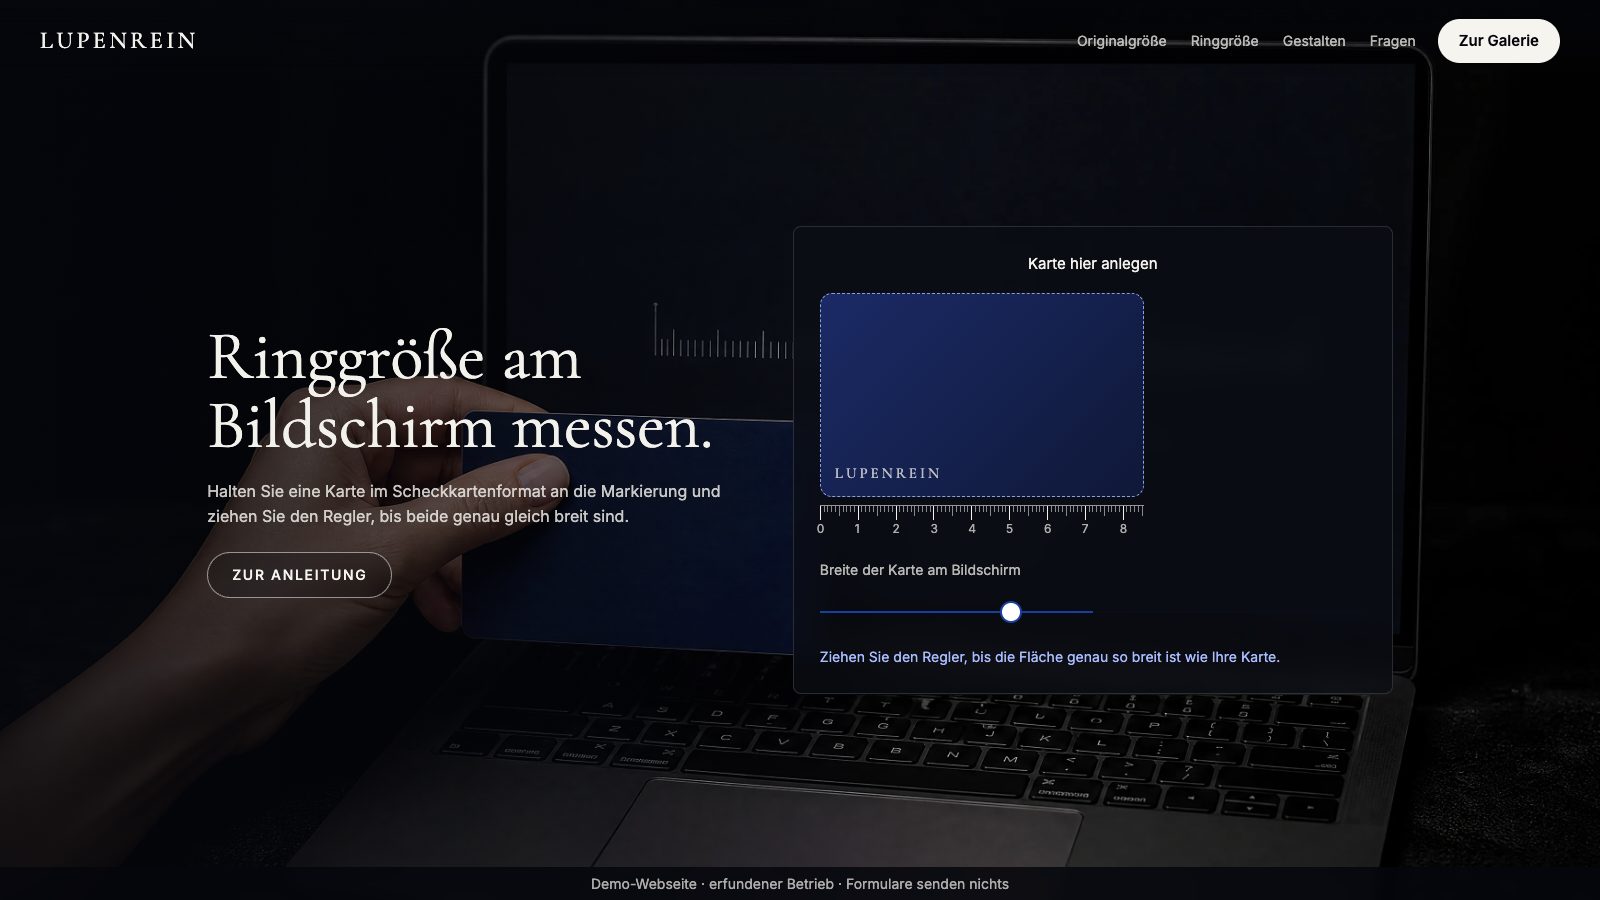 LUPENREIN
Originalgröße Ringgröße Gestalten Fragen Zur Galerie
Ringgröße am
Bildschirm messen.
Halten Sie eine Karte im Scheckkartenformat an die Markierung und
ziehen Sie den Regler, bis beide genau gleich breit sind.
ZUR ANLEITUNG
Karte hier anlegen
LUPENREIN
0 1 2 3 4 5 6 7 8
Breite der Karte am Bildschirm
Ziehen Sie den Regler, bis die Fläche genau so breit ist wie Ihre Karte.
A S D F G H J K L
Z X C V B B N M
Demo-Webseite · erfundener Betrieb · Formulare senden nichts